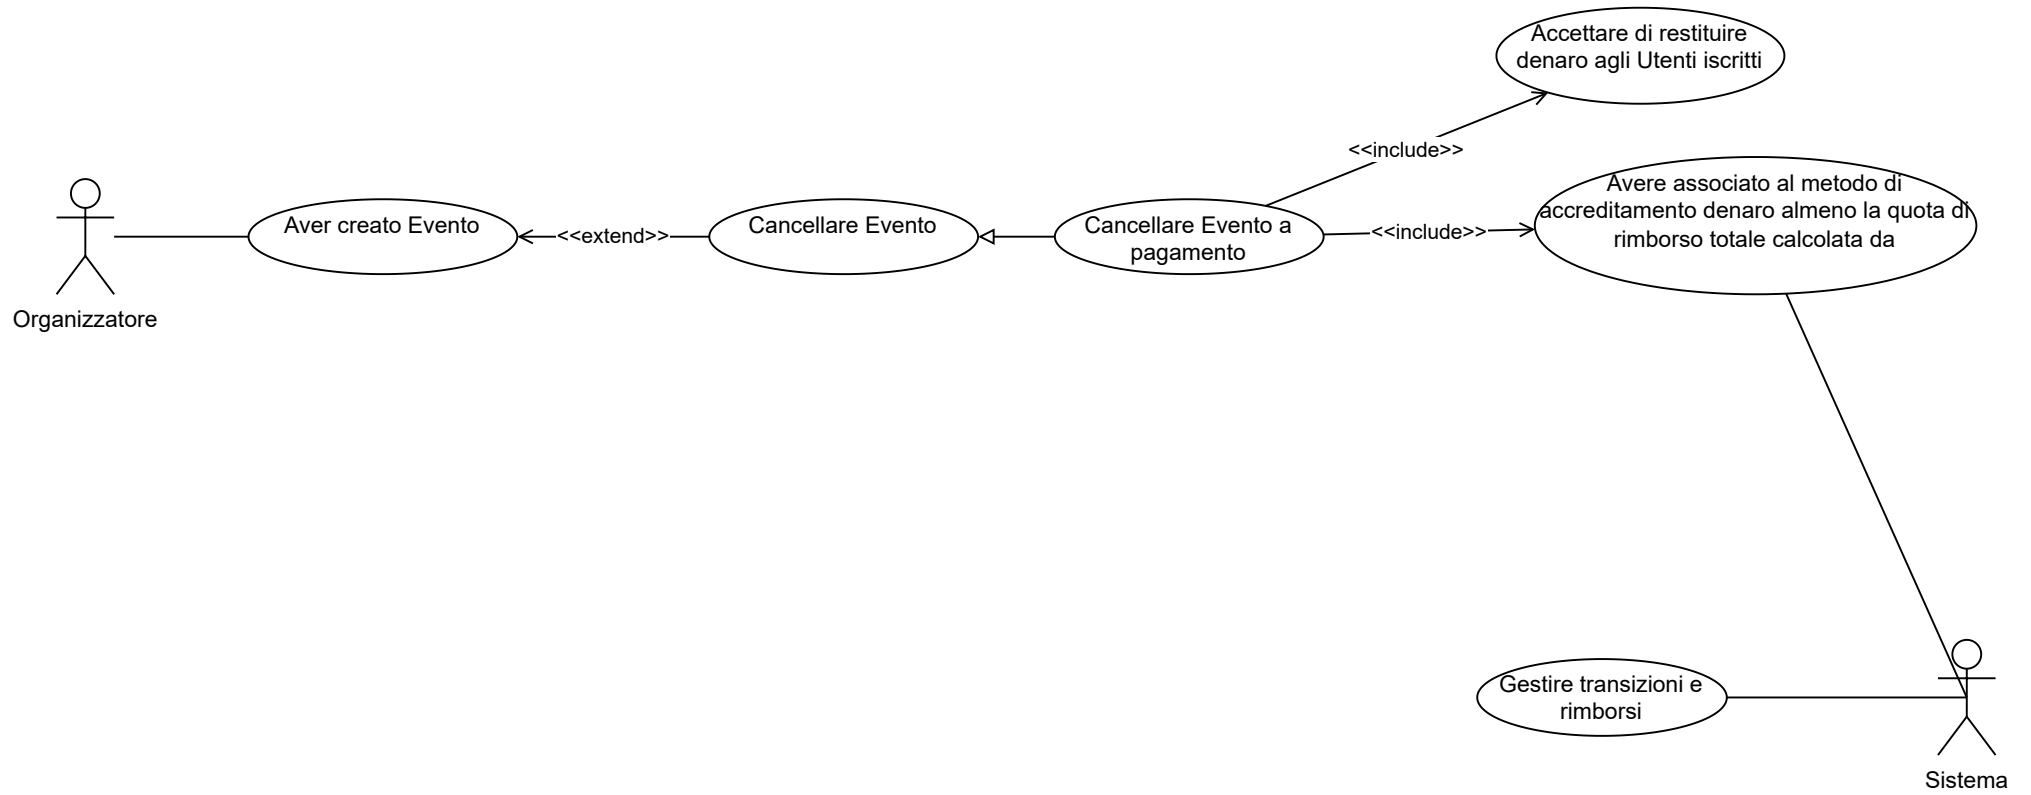 Accettare di restituire
denaro agli Utenti iscritti
<<include>>
Avere associato al metodo di
accreditamento denaro almeno la quota di
rimborso totale calcolata da
Aver creato Evento
<<extend>>
Cancellare Evento
Cancellare Evento a
pagamento
<<include>>
Organizzatore
Gestire transizioni e
rimborsi
Sistema